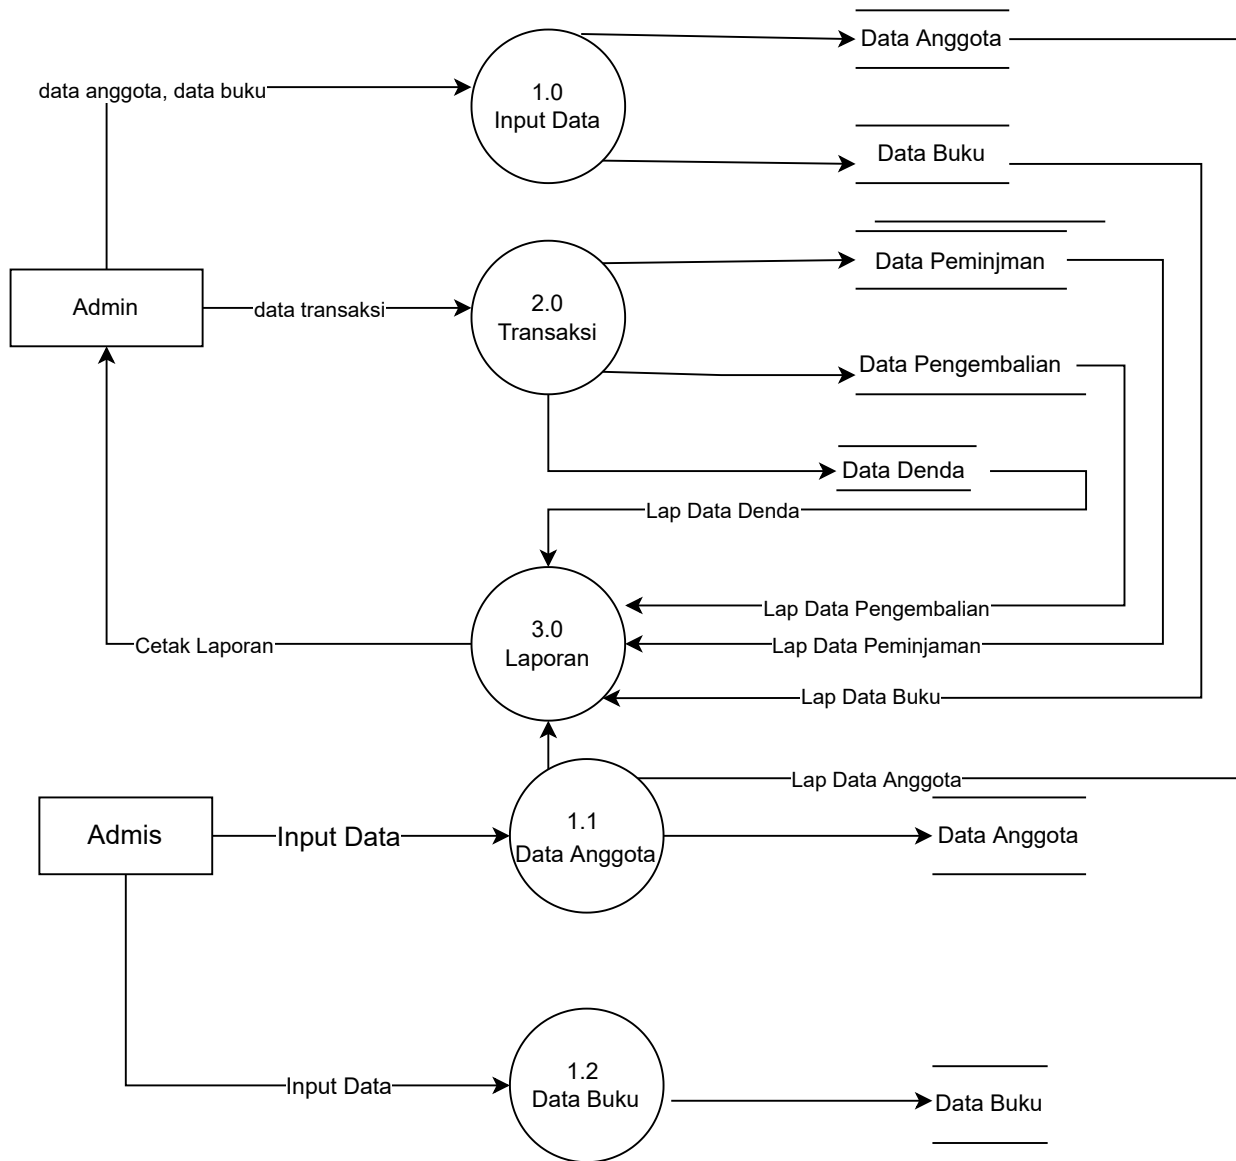 Data Anggota
data anggota, data buku
1.0
Input Data
Data Buku
Data Peminjman
Admin
data transaksi
2.0
Transaksi
Data Pengembalian
Data Denda
Lap Data Denda
Lap Data Pengembalian
3.0
Laporan
Cetak Laporan
Lap Data Peminjaman
Lap Data Buku
Lap Data Anggota
Admis
Input Data
1.1
Data Anggota
Data Anggota
Input Data
1.2
Data Buku
Data Buku